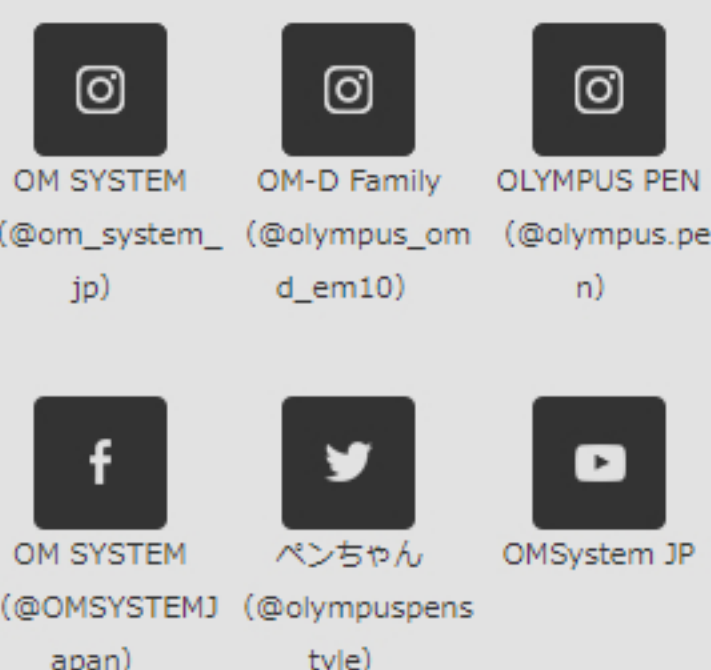 OM SYSTEM
（@om_system_
jp）
OM-D Family
（@olympus_om
d_em10）
OLYMPUS PEN
（@olympus.pe
n）
OM SYSTEM
（@OMSYSTEMJ
apan）
ペンちゃん
（@olympuspens
tyle）
OMSystem JP